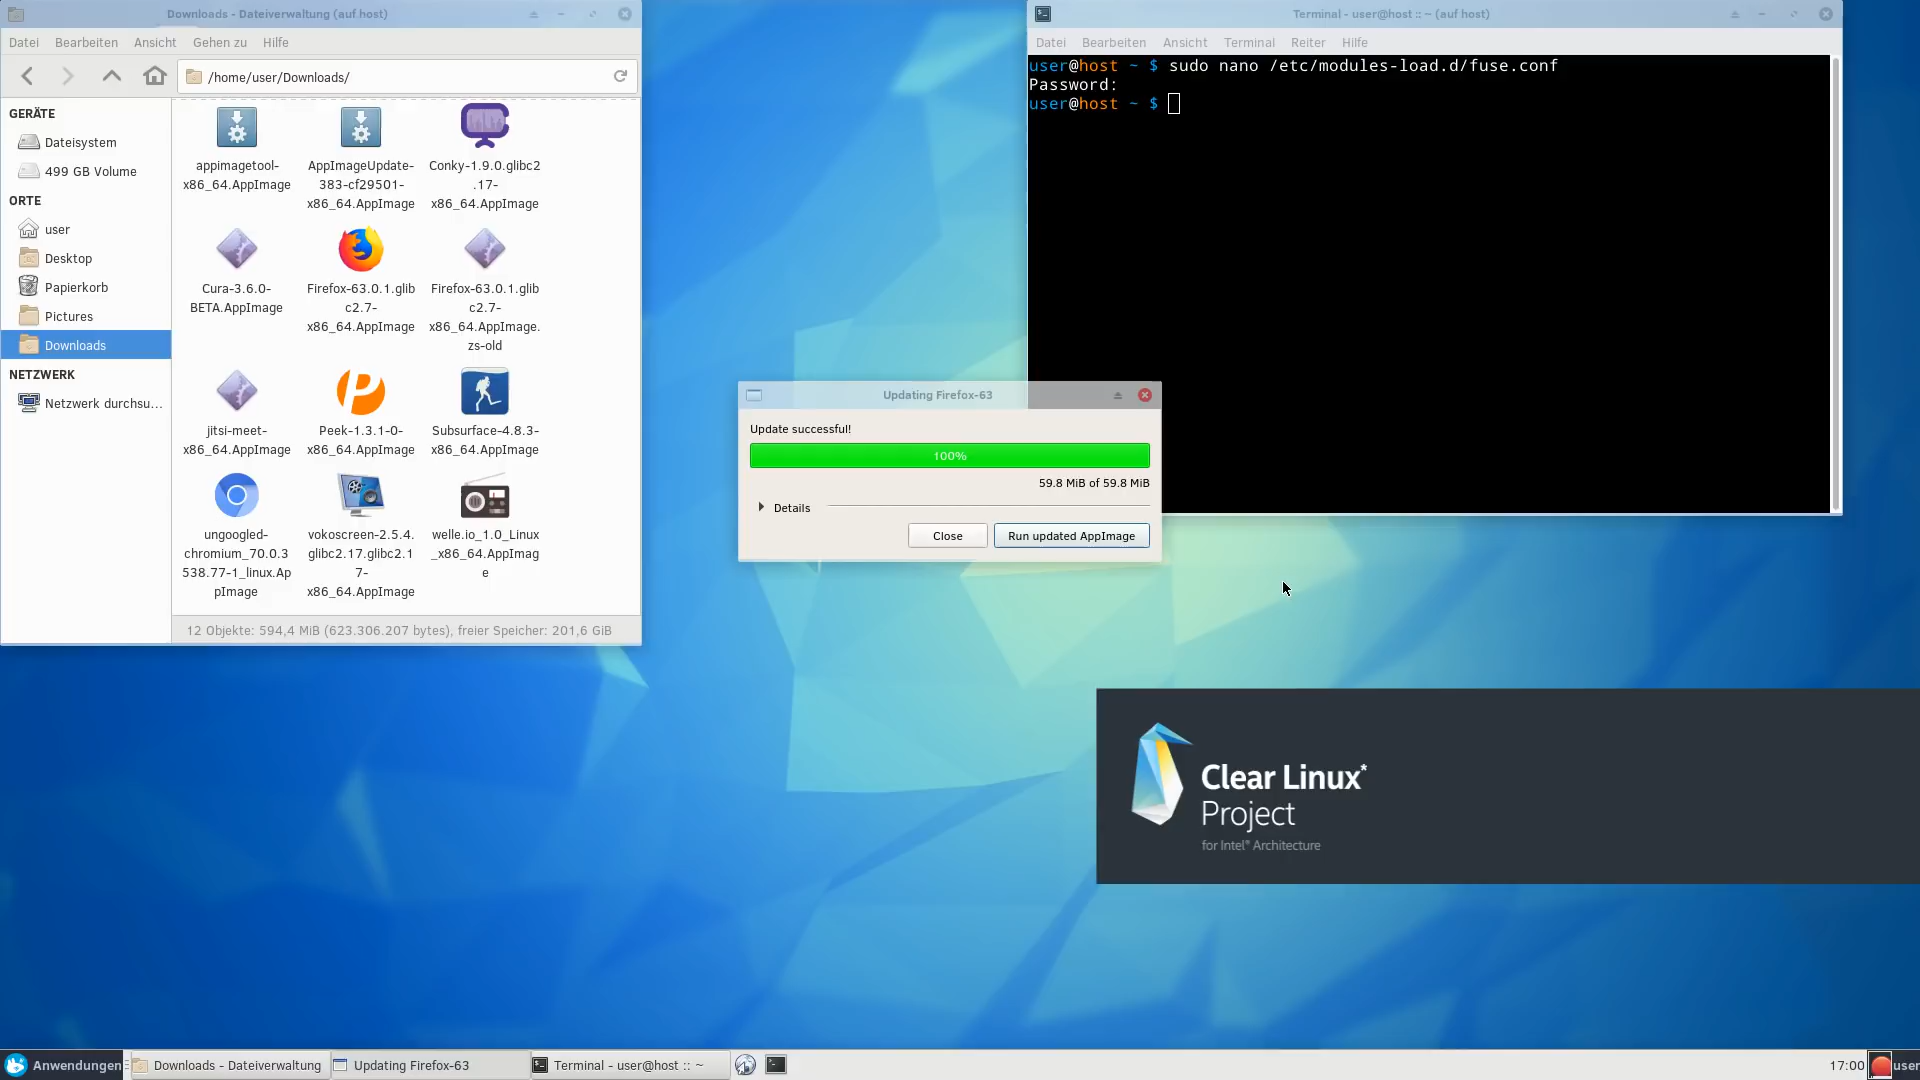 Downloads - Dateiverwaltung (auf host)
Datei Bearbeiten Ansicht Gehen zu Hilfe
/home/user/Downloads/
GERÄTE
Dateisystem
499 GB Volume
ORTE
user
Desktop
Papierkorb
Pictures
Downloads
NETZWERK
Netzwerk durchsu...
appimagetool-
x86_64.AppImage
AppImageUpdate-
383-cf29501-
x86_64.AppImage
Conky-1.9.0.glibc2
.17-
x86_64.AppImage
Cura-3.6.0-
BETA.AppImage
Firefox-63.0.1.glib
c2.7-
x86_64.AppImage
Firefox-63.0.1.glib
c2.7-
x86_64.AppImage.
zs-old
jitsi-meet-
x86_64.AppImage
Peek-1.3.1-0-
x86_64.AppImage
Subsurface-4.8.3-
x86_64.AppImage
ungoogled-
chromium_70.0.3
538.77-1_linux.Ap
pImage
vokoscreen-2.5.4.
glibc2.17.glibc2.1
7-
x86_64.AppImage
welle.io_1.0_Linux
_x86_64.AppImag
e
12 Objekte: 594,4 MiB (623.306.207 bytes), freier Speicher: 201,6 GiB
Terminal - user@host :: ~ (auf host)
Datei Bearbeiten Ansicht Terminal Reiter Hilfe
user@host ~ $ sudo nano /etc/modules-load.d/fuse.conf
Password:
user@host ~ $
Updating Firefox-63
Update successful!
100%
59.8 MiB of 59.8 MiB
Details
Close Run updated AppImage
Clear Linux*
Project
for Intel® Architecture
Anwendungen Downloads - Dateiverwaltung Updating Firefox-63 Terminal - user@host :: ~ 17:00 user